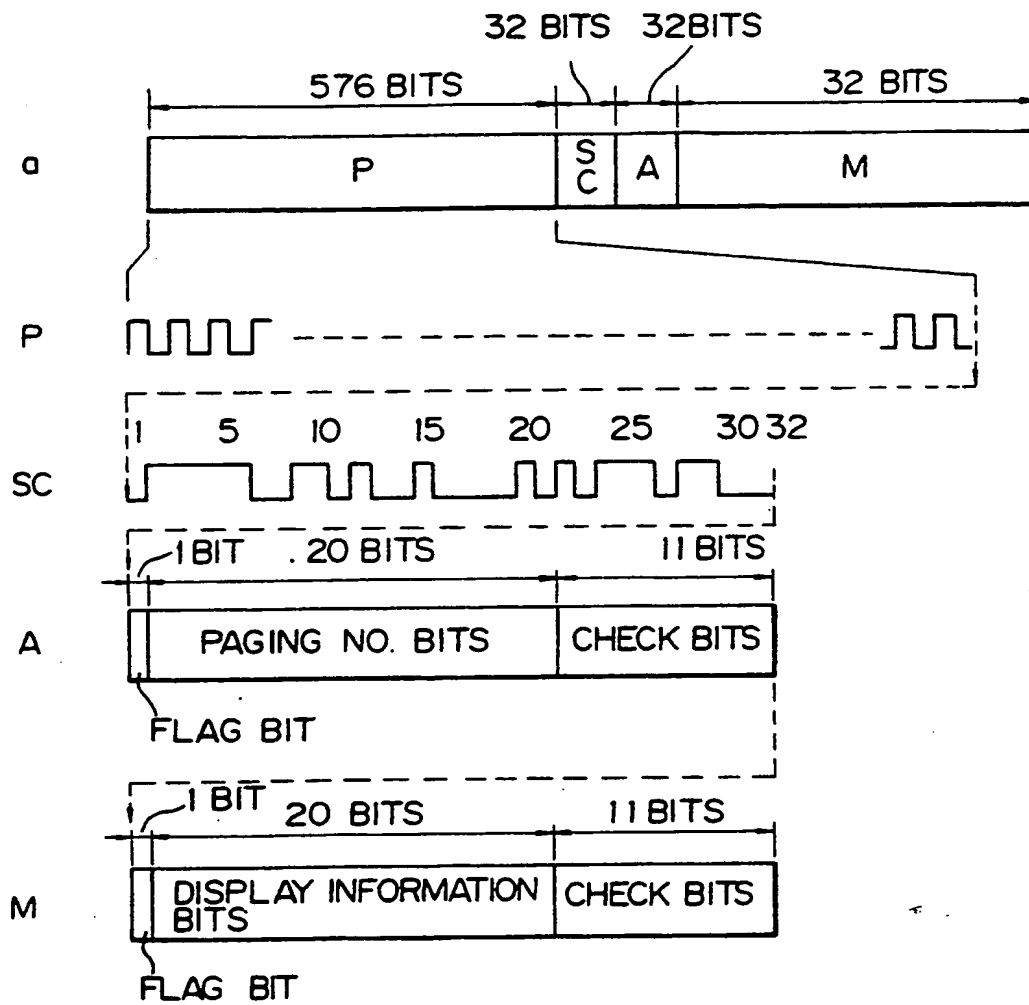 32 BITS 32BITS
576 BITS 32 BITS
a P SC A M
P
1 5 10 15 20 25 30 32
SC
1 BIT . 20 BITS 11 BITS
A PAGING NO. BITS CHECK BITS
FLAG BIT
1 BIT 20 BITS 11 BITS
M DISPLAY INFORMATION BITS CHECK BITS
FLAG BIT